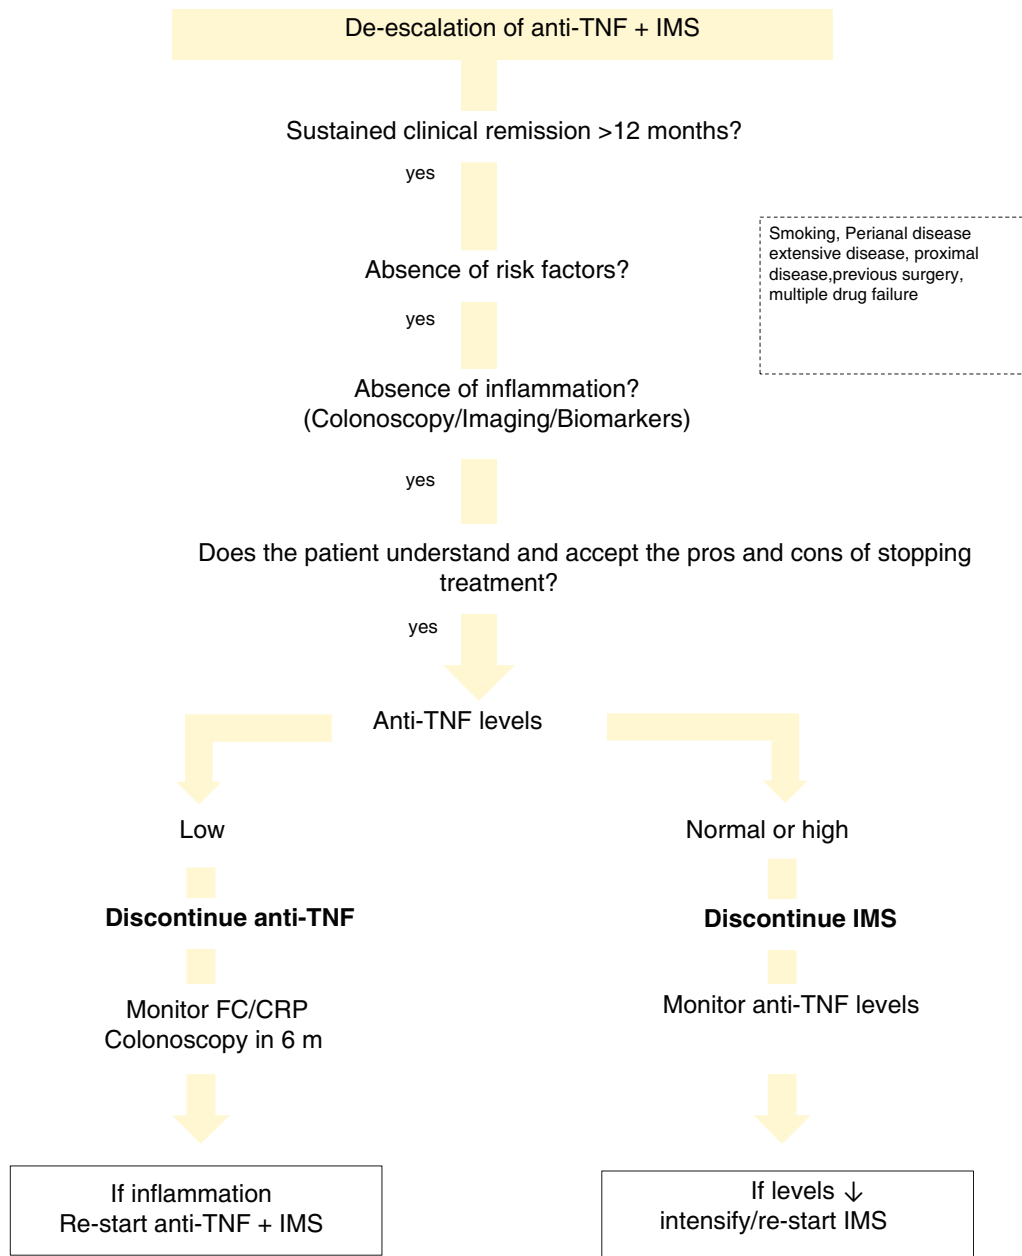 De-escalation of anti-TNF + IMS
Sustained clinical remission >12 months?
yes
Smoking, Perianal disease
extensive disease, proximal
disease,previous surgery,
multiple drug failure
Absence of risk factors?
yes
Absence of inflammation?
(Colonoscopy/Imaging/Biomarkers)
yes
Does the patient understand and accept the pros and cons of stopping
treatment?
yes
Anti-TNF levels
Low
Discontinue anti-TNF
Monitor FC/CRP
Colonoscopy in 6 m
If inflammation
Re-start anti-TNF + IMS
Normal or high
Discontinue IMS
Monitor anti-TNF levels
If levels ↓
intensify/re-start IMS